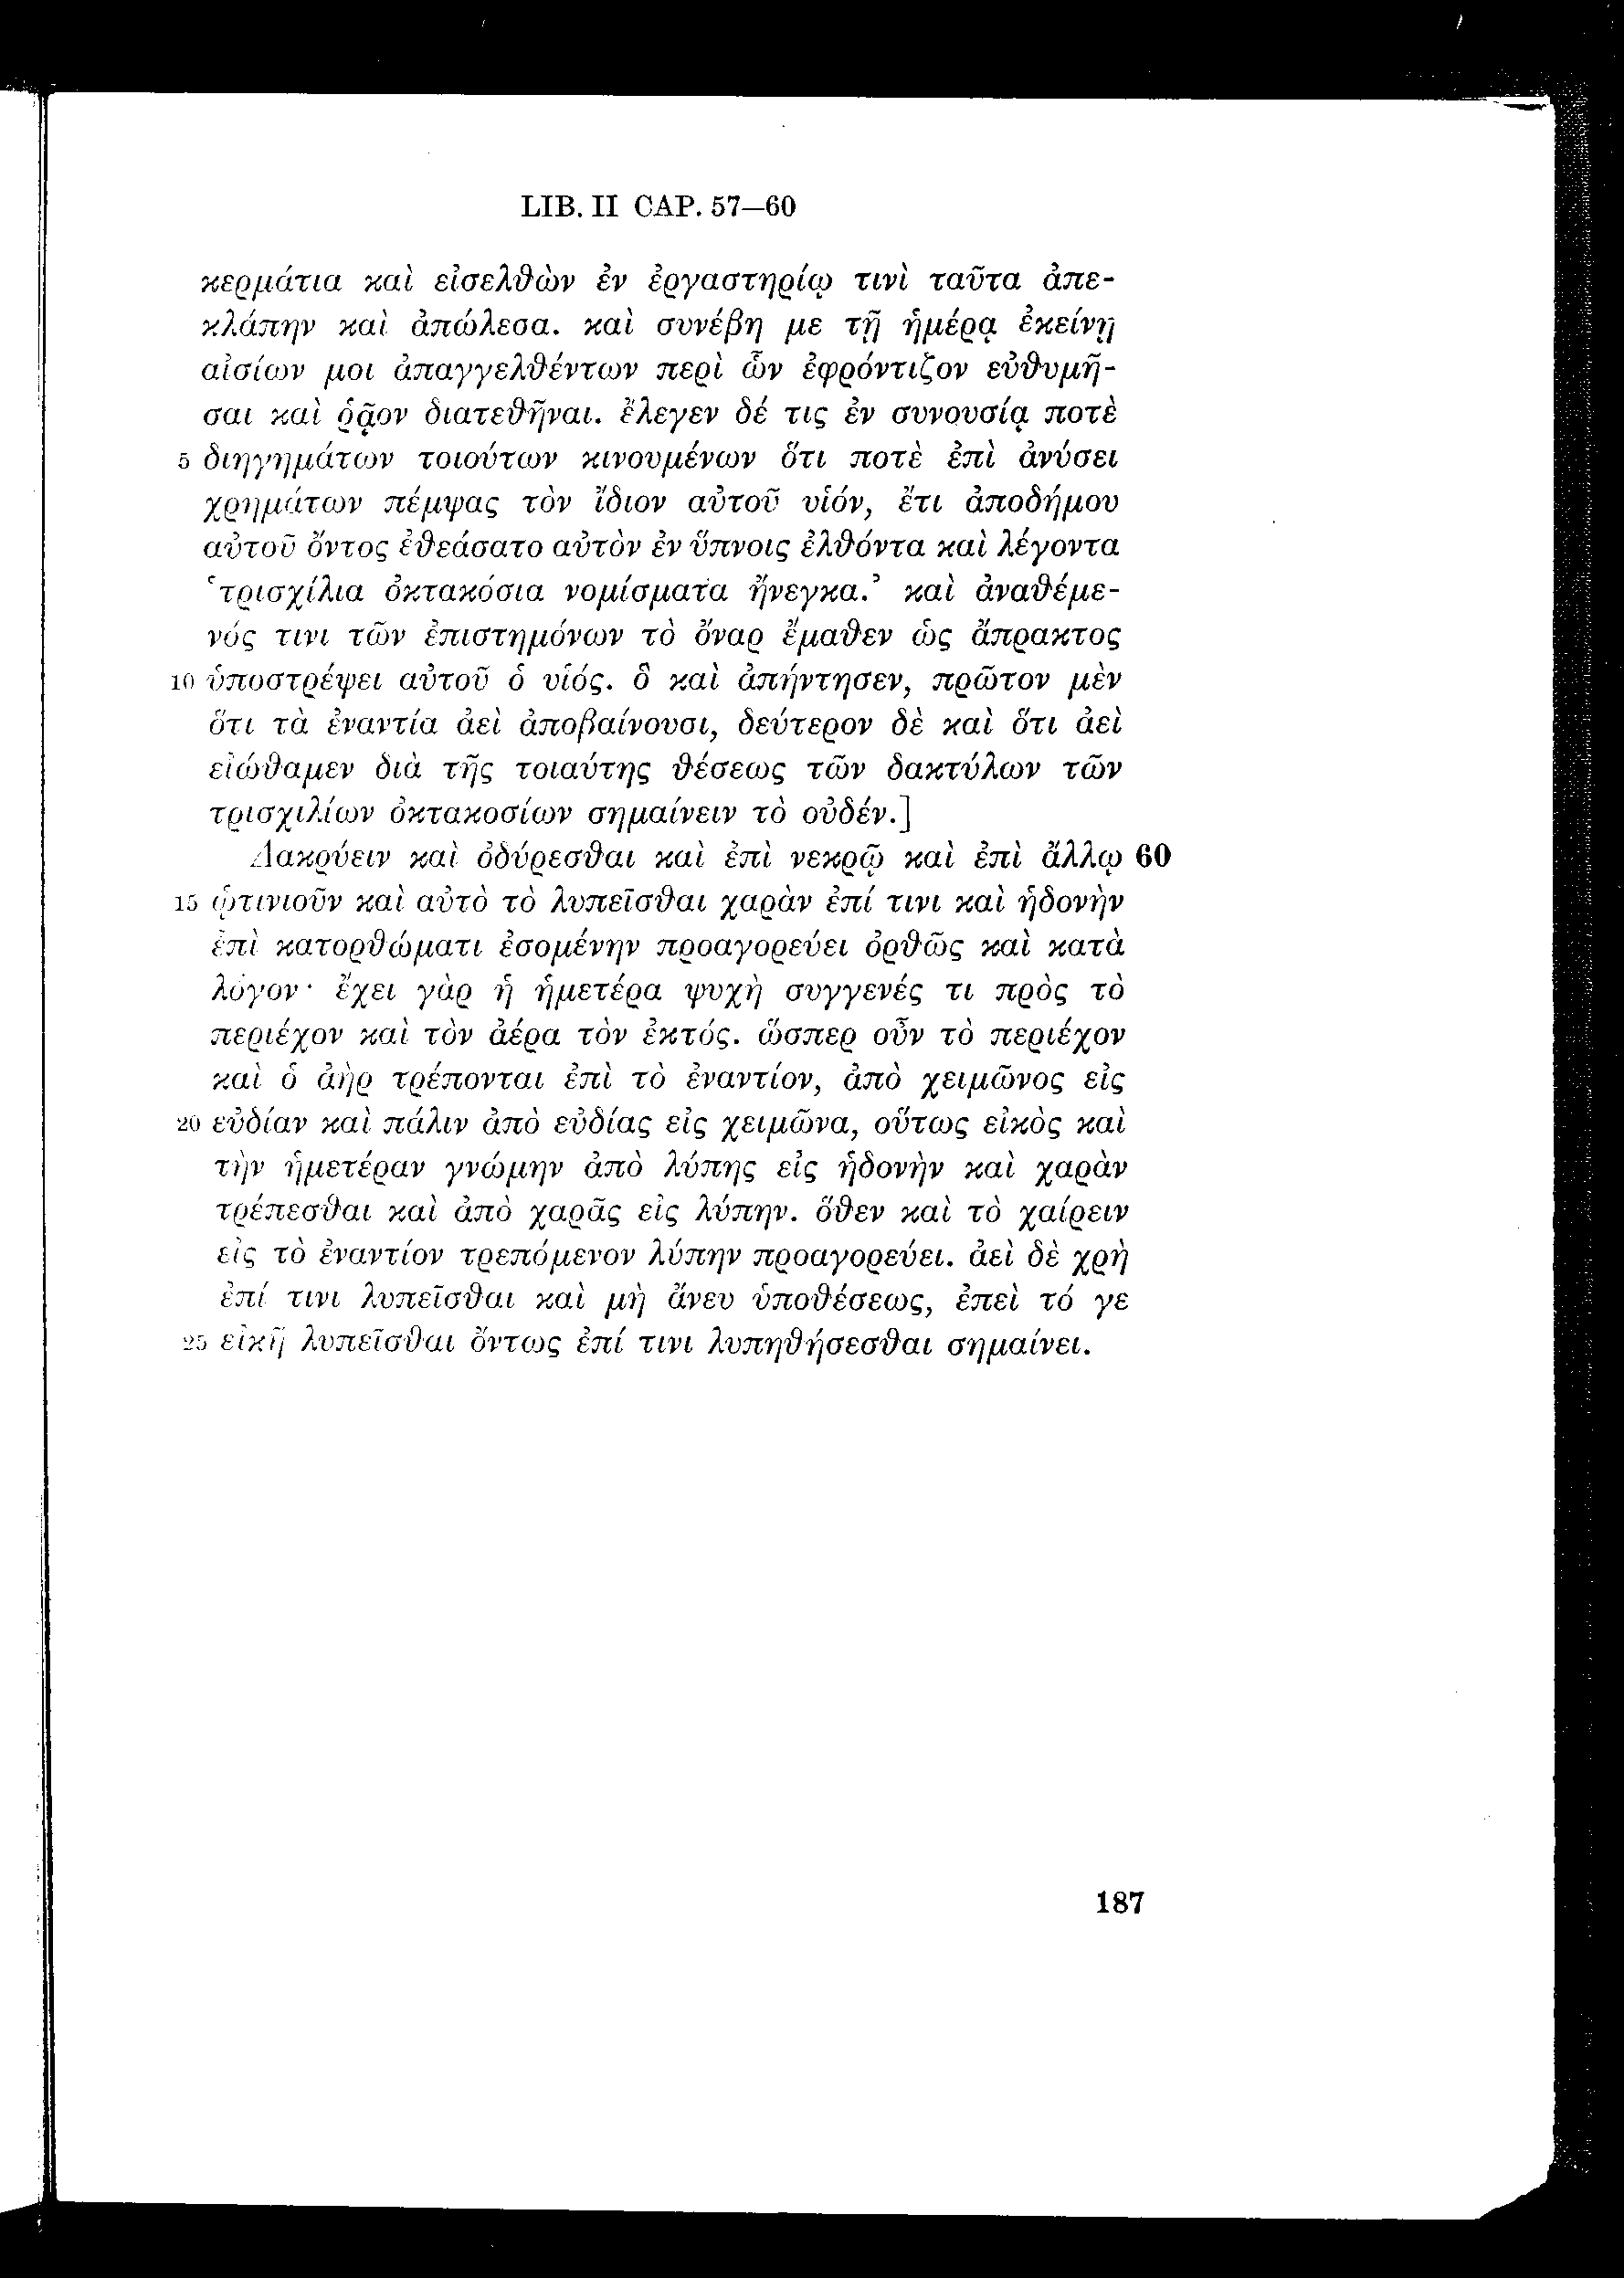 LIB. II CAP. 57—60
κερμάτια καὶ εἰσελθὼν ἐν ἐργαστηρίῳ τινὶ ταῦτα ἀπε-
κλάπην καὶ ἀπώλεσα. καὶ συνέβη με τῇ ἡμέρᾳ ἐκείνῃ
αἰσίων μοι ἀπαγγελθέντων περὶ ὧν ἐφρόντιζον εὐθυμῆ-
σαι καὶ ῥᾷον διατεθῆναι. ἔλεγεν δέ τις ἐν συνουσίᾳ ποτὲ
5 διηγημάτων τοιούτων κινουμένων ὅτι ποτὲ ἐπὶ ἀνύσει
χρημάτων πέμψας τὸν ἴδιον αὐτοῦ υἱόν, ἔτι ἀποδήμου
αὐτοῦ ὄντος ἐθεάσατο αὐτὸν ἐν ὕπνοις ἐλθόντα καὶ λέγοντα
‛τρισχίλια ὀκτακόσια νομίσματα ἤνεγκα.’ καὶ ἀναθέμε-
νός τινι τῶν ἐπιστημόνων τὸ ὄναρ ἔμαθεν ὡς ἄπρακτος
10 ὑποστρέψει αὐτοῦ ὁ υἱός. ὃ καὶ ἀπήντησεν, πρῶτον μὲν
ὅτι τὰ ἐναντία ἀεὶ ἀποβαίνουσι, δεύτερον δὲ καὶ ὅτι ἀεὶ
εἰώθαμεν διὰ τῆς τοιαύτης θέσεως τῶν δακτύλων τῶν
τρισχιλίων ὀκτακοσίων σημαίνειν τὸ οὐδέν.]
Δακρύειν καὶ ὀδύρεσθαι καὶ ἐπὶ νεκρῷ καὶ ἐπὶ ἄλλῳ 60
15 ᾡτινιοῦν καὶ αὐτὸ τὸ λυπεῖσθαι χαρὰν ἐπί τινι καὶ ἡδονὴν
ἐπὶ κατορθώματι ἐσομένην προαγορεύει ὀρθῶς καὶ κατὰ
λόγον· ἔχει γὰρ ἡ ἡμετέρα ψυχὴ συγγενές τι πρὸς τὸ
περιέχον καὶ τὸν ἀέρα τὸν ἐκτός. ὥσπερ οὖν τὸ περιέχον
καὶ ὁ ἀὴρ τρέπονται ἐπὶ τὸ ἐναντίον, ἀπὸ χειμῶνος εἰς
20 εὐδίαν καὶ πάλιν ἀπὸ εὐδίας εἰς χειμῶνα, οὕτως εἰκὸς καὶ
τὴν ἡμετέραν γνώμην ἀπὸ λύπης εἰς ἡδονὴν καὶ χαρὰν
τρέπεσθαι καὶ ἀπὸ χαρᾶς εἰς λύπην. ὅθεν καὶ τὸ χαίρειν
εἰς τὸ ἐναντίον τρεπόμενον λύπην προαγορεύει. ἀεὶ δὲ χρὴ
ἐπί τινι λυπεῖσθαι καὶ μὴ ἄνευ ὑποθέσεως, ἐπεὶ τό γε
25 εἰκῆ λυπεῖσθαι ὄντως ἐπί τινι λυπηθήσεσθαι σημαίνει.
187